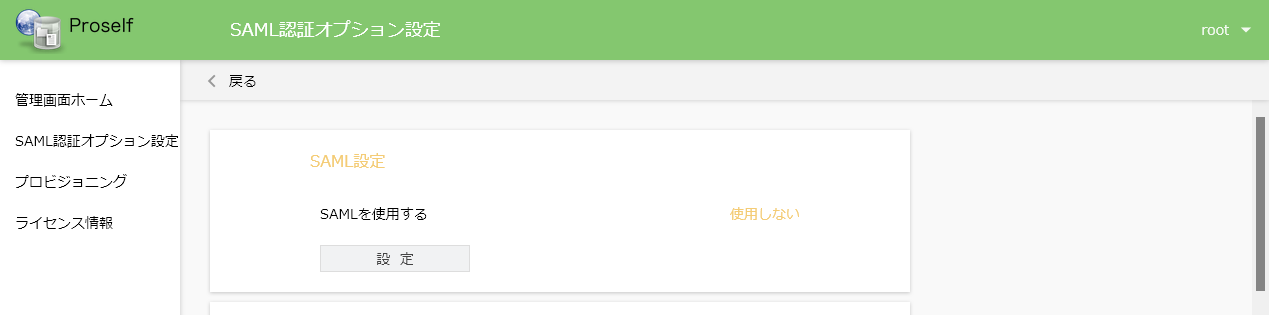 Proself
SAML認証オプション設定
root
管理画面ホーム
SAML認証オプション設定
プロビジョニング
ライセンス情報
戻る
SAML設定
SAMLを使用する
使用しない
設 定